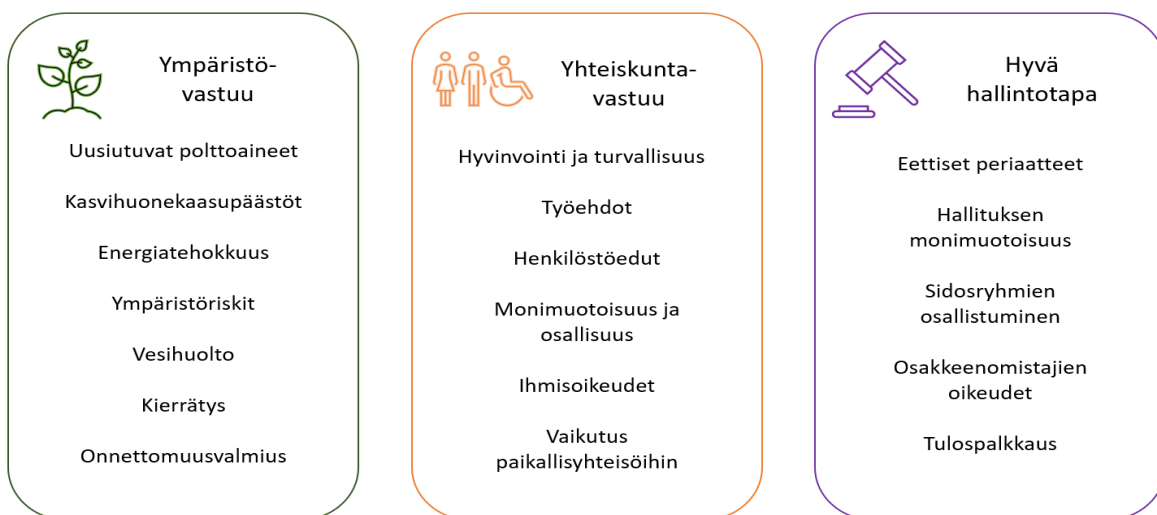 Ympäristö-
vastuu
Uusiutuvat polttoaineet
Kasvihuonekaasupäästöt
Energiatehokkuus
Ympäristöriskit
Vesihuolto
Kierrätys
Onnettomuusvalmius
Yhteiskunta-
vastuu
Hyvinvointi ja turvallisuus
Työehdot
Henkilöstöedut
Monimuotoisuus ja
osallisuus
Ihmisoikeudet
Vaikutus
paikallisyhteisöihin
Hyvä
hallintotapa
Eettiset periaatteet
Hallituksen
monimuotoisuus
Sidosryhmien
osallistuminen
Osakkeenomistajien
oikeudet
Tulospalkkaus